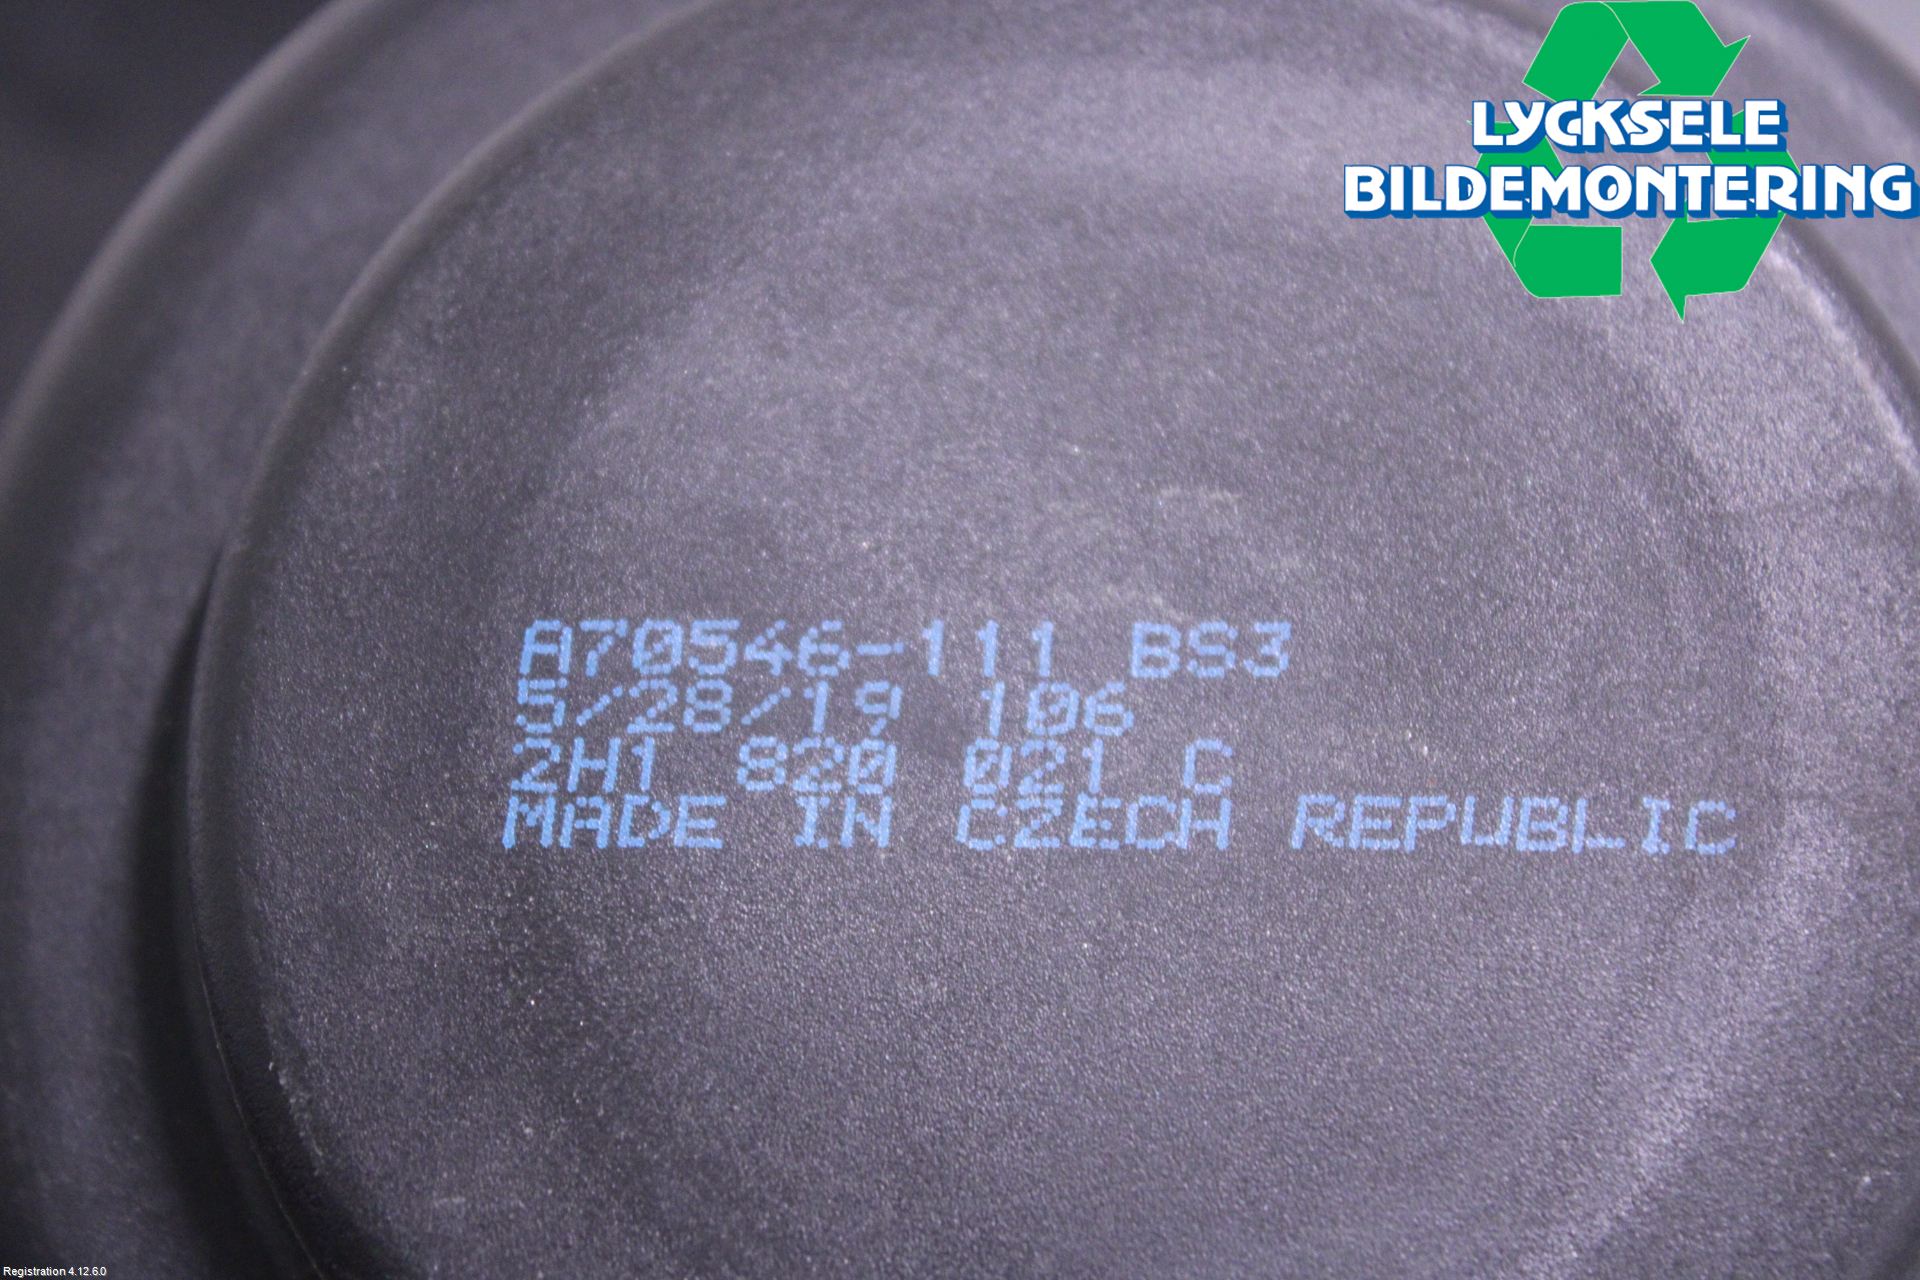 LYCKSELE
BILDEMONTERING
A70546-111 BS3
5/28/19 106
2H1 820 021 C
MADE IN CZECH REPUBLIC
Registration 4.12.6.0